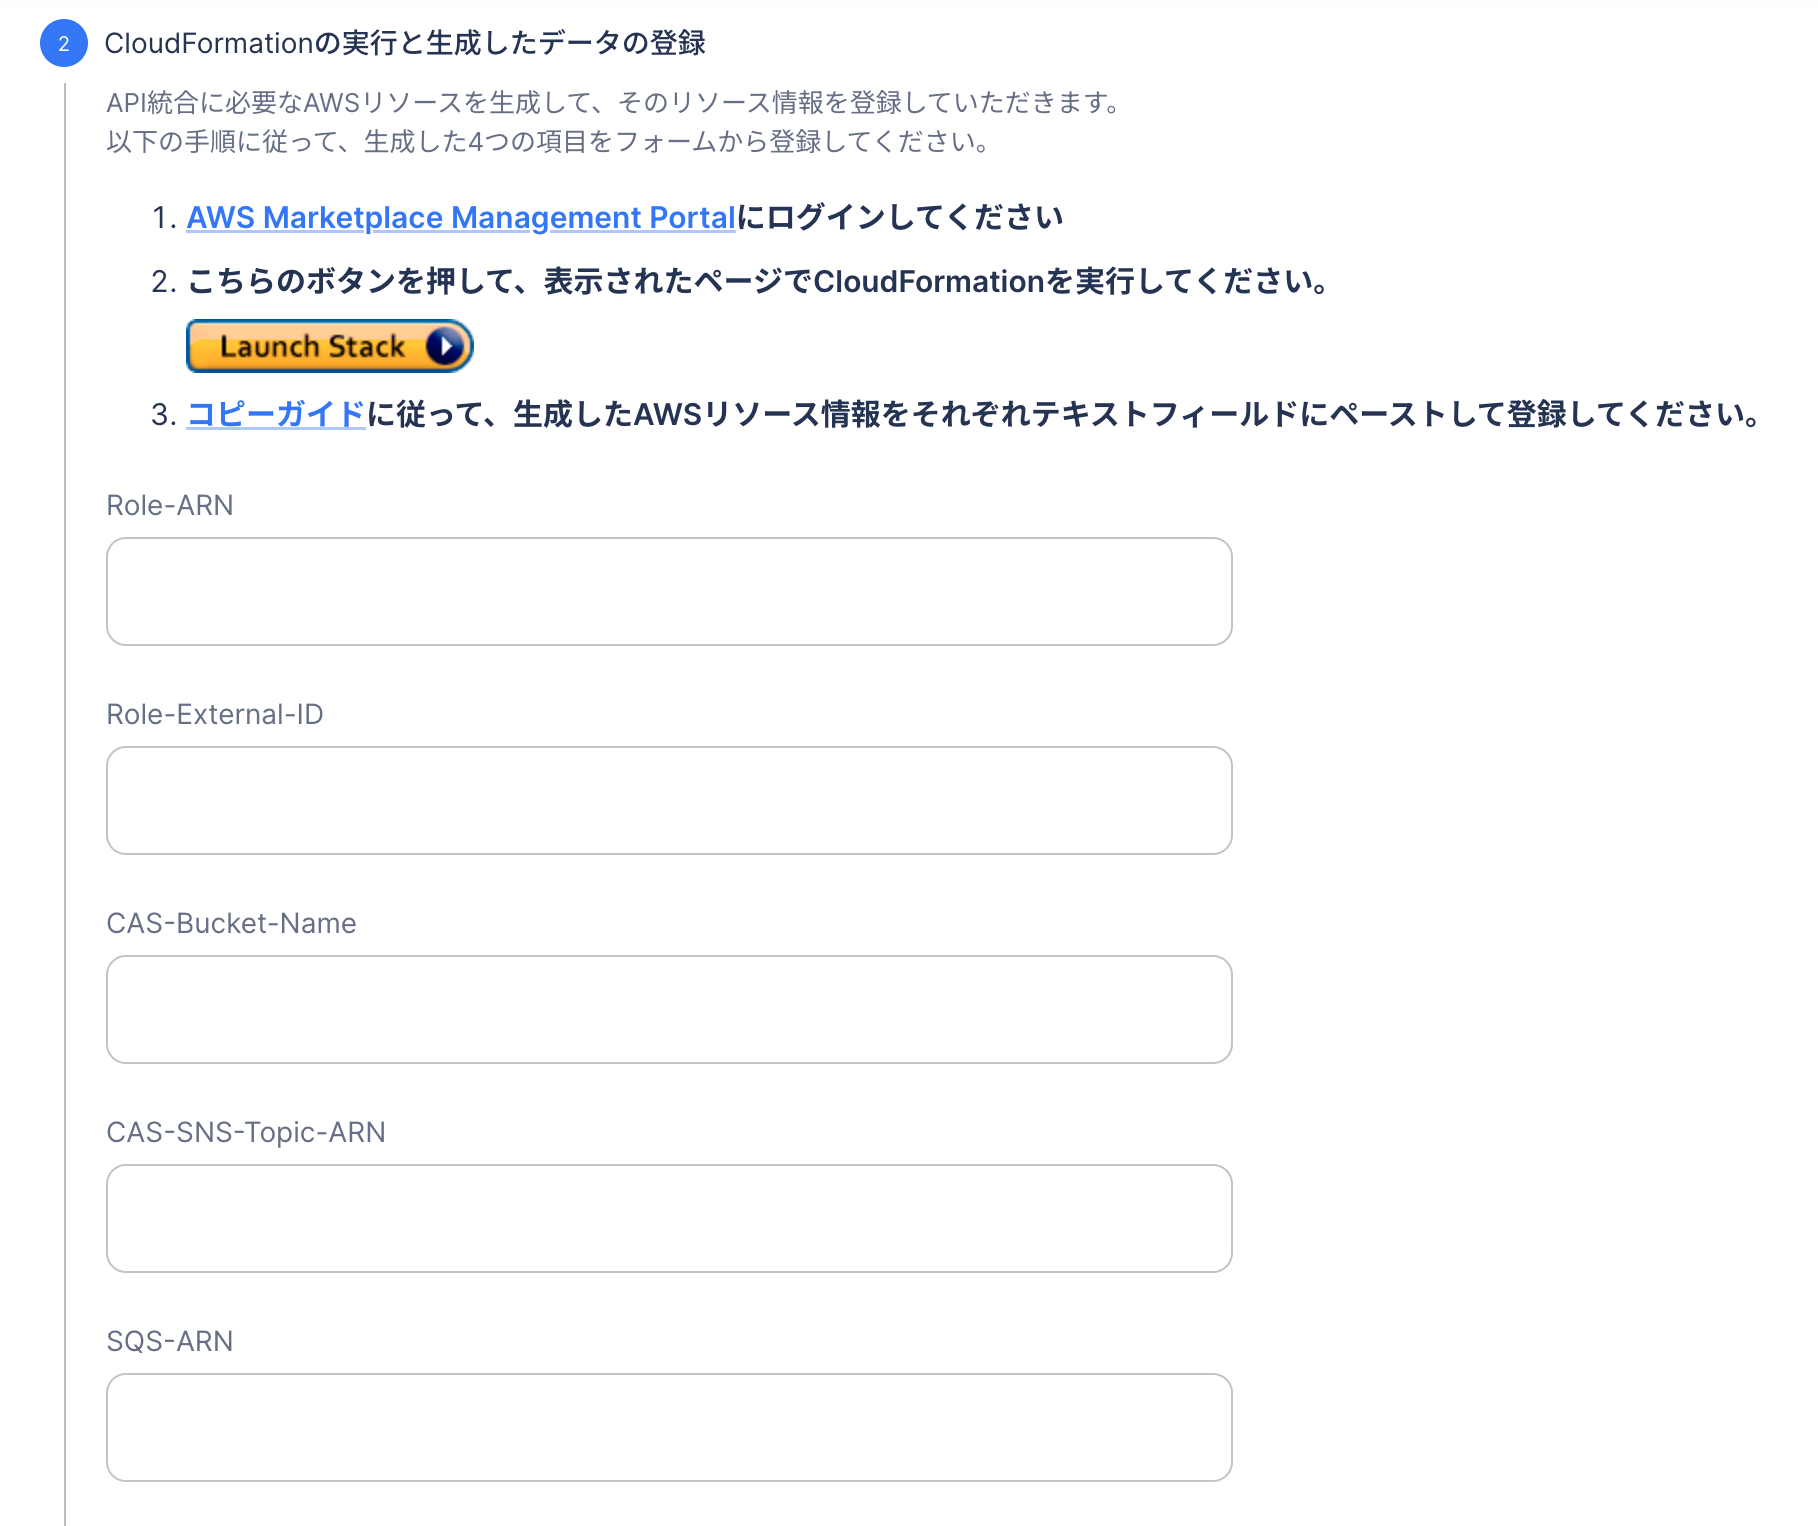 2 CloudFormationの実行と生成したデータの登録
API統合に必要なAWSリソースを生成して、そのリソース情報を登録していただきます。
以下の手順に従って、生成した4つの項目をフォームから登録してください。
1. AWS Marketplace Management Portalにログインしてください
2. こちらのボタンを押して、表示されたページでCloudFormationを実行してください。
Launch Stack
3. コピーガイドに従って、生成したAWSリソース情報をそれぞれテキストフィールドにペーストして登録してください。
Role-ARN
Role-External-ID
CAS-Bucket-Name
CAS-SNS-Topic-ARN
SQS-ARN